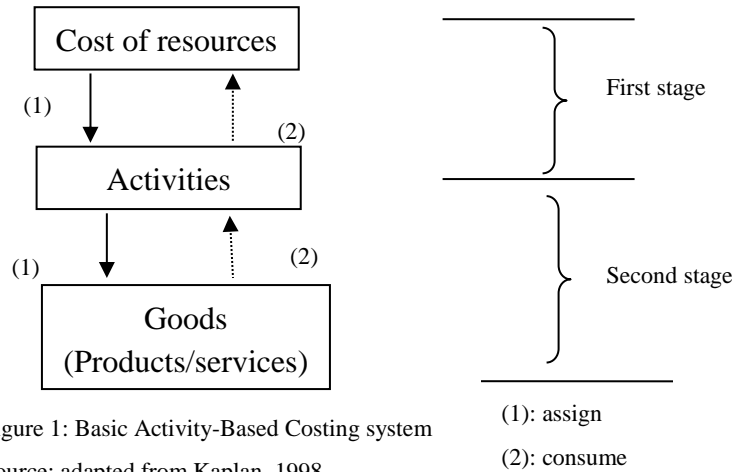 Cost of resources
First stage
(1)
(2)
Activities
(1)
(2)
Second stage
Goods
(Products/services)
(1): assign
gure 1: Basic Activity-Based Costing system
(2): consume
ource: adapted from Kaplan, 1998